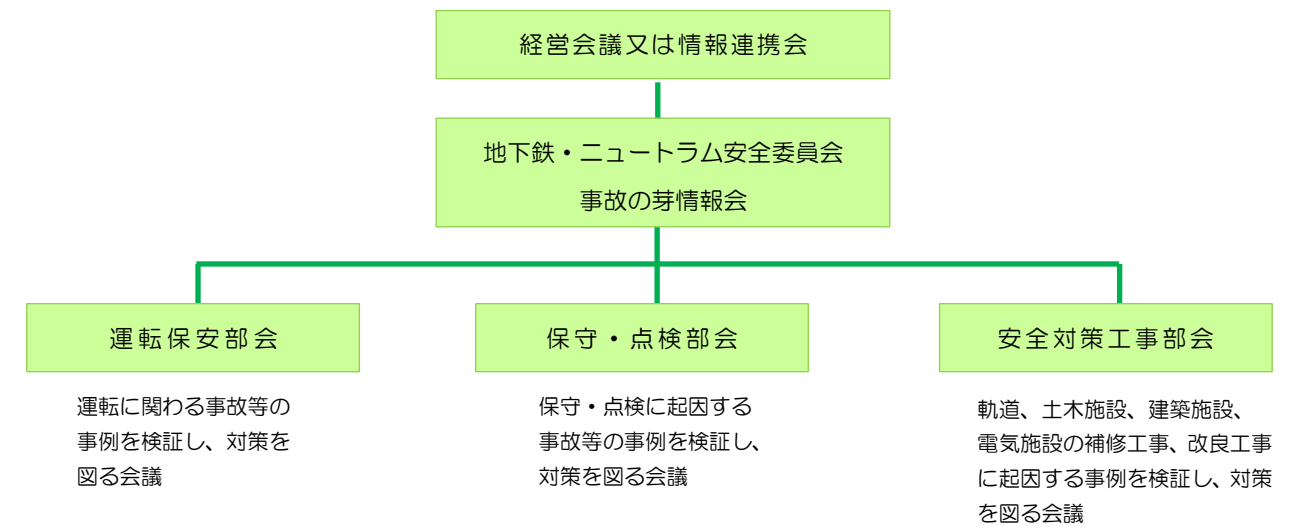 経営会議又は情報連携会
地下鉄・ニュートラム安全委員会
事故の芽情報会
運転保安部会
保守・点検部会
安全対策工事部会
運転に関わる事故等の
事例を検証し、対策を
図る会議
保守・点検に起因する
事故等の事例を検証し、
対策を図る会議
軌道、土木施設、建築施設、
電気施設の補修工事、改良工事
に起因する事例を検証し、対策
を図る会議